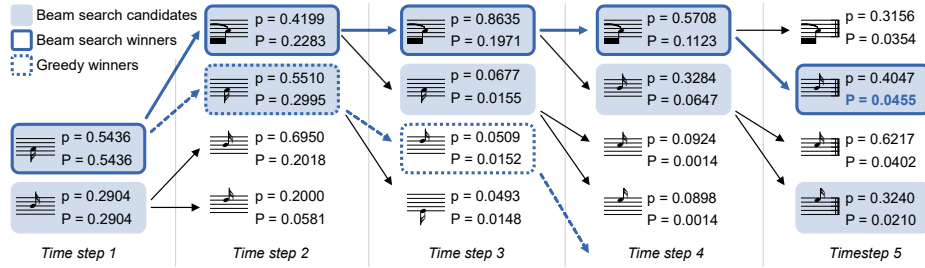 Beam search candidates
Beam search winners
Greedy winners
p = 0.5436
P = 0.5436
p = 0.2904
P = 0.2904
Time step 1
p = 0.4199
P = 0.2283
p = 0.5510
P = 0.2995
p = 0.6950
P = 0.2018
p = 0.2000
P = 0.0581
Time step 2
p = 0.8635
P = 0.1971
p = 0.0677
P = 0.0155
p = 0.0509
P = 0.0152
p = 0.0493
P = 0.0148
Time step 3
p = 0.5708
P = 0.1123
p = 0.3284
P = 0.0647
p = 0.0924
P = 0.0014
p = 0.0898
P = 0.0014
Time step 4
p = 0.3156
P = 0.0354
p = 0.4047
P = 0.0455
p = 0.6217
P = 0.0402
p = 0.3240
P = 0.0210
Timestep 5